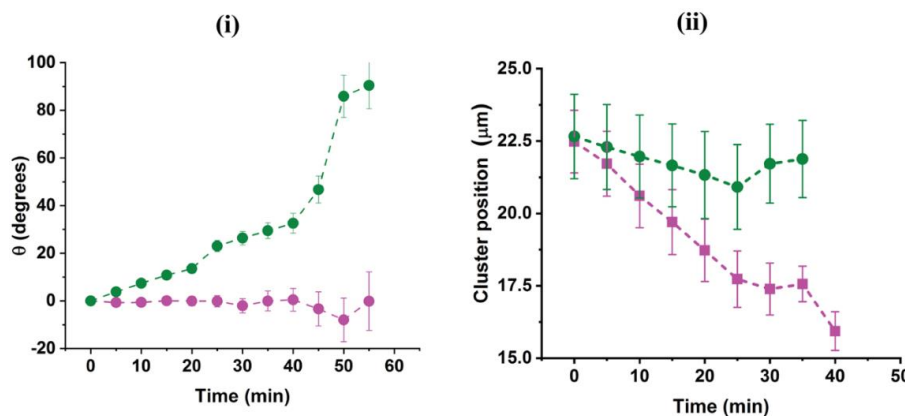 (i)
100
80
60
40
20
0
-20
θ (degrees)
0 10 20 30 40 50 60
Time (min)
(ii)
25.0
22.5
20.0
17.5
15.0
Cluster position (μm)
0 10 20 30 40 50
Time (min)